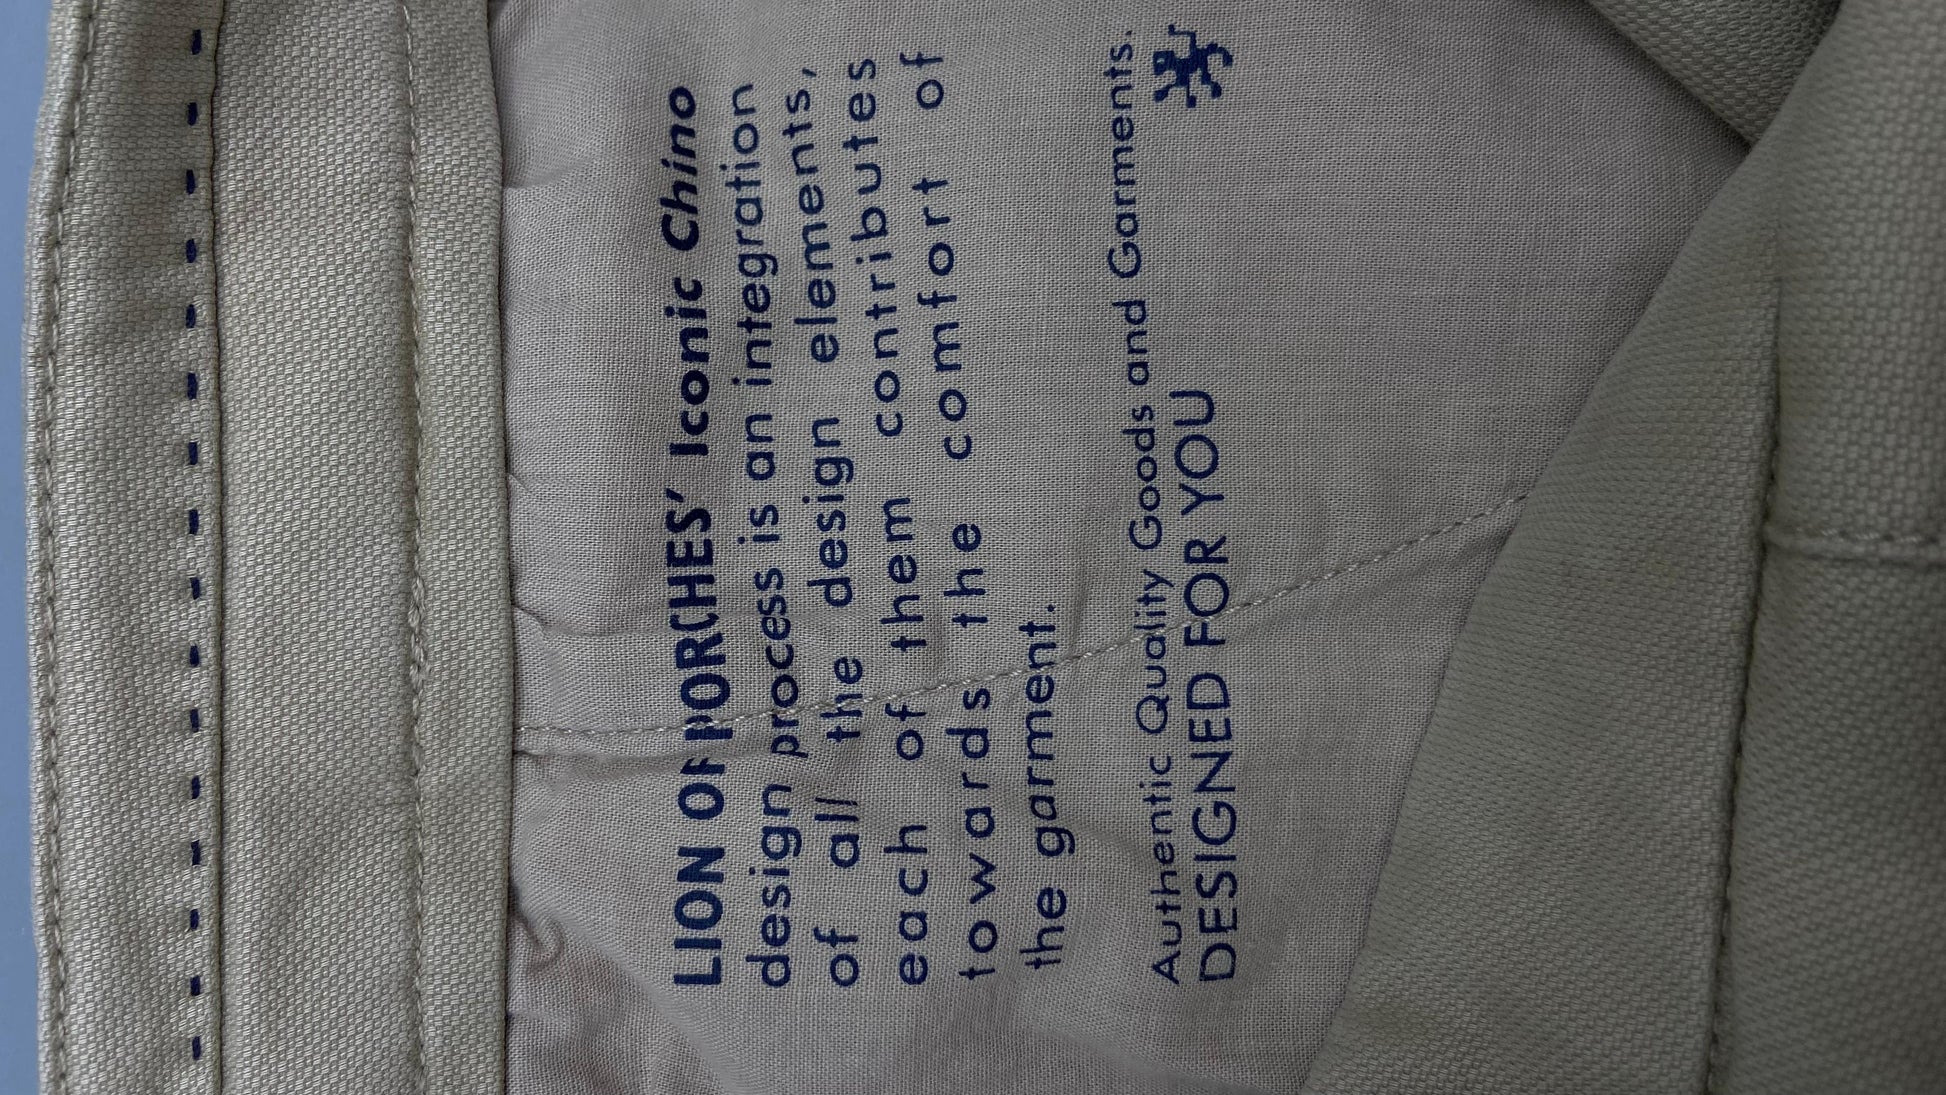 LION OF PORCHES' Iconic Chino
design process is an integration
of all the design elements,
each of them contributes
towards the comfort of
the garment.
Authentic Quality Goods and Garments.
DESIGNED FOR YOU